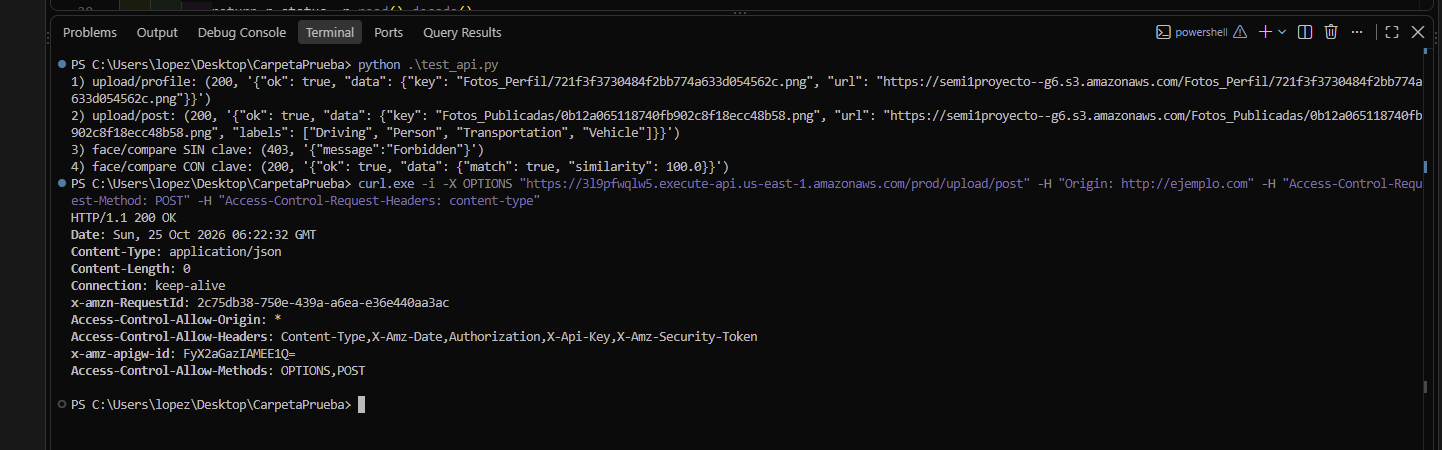 Problems Output Debug Console Terminal Ports Query Results powershell
PS C:\Users\lopez\Desktop\CarpetaPrueba> python .\test_api.py
1) upload/profile: (200, '{"ok": true, "data": {"key": "Fotos_Perfil/721f3f3730484f2bb774a633d054562c.png", "url": "https://semi1proyecto--g6.s3.amazonaws.com/Fotos_Perfil/721f3f3730484f2bb774a
633d054562c.png"}}')
2) upload/post: (200, '{"ok": true, "data": {"key": "Fotos_Publicadas/0b12a065118740fb902c8f18ecc48b58.png", "url": "https://semi1proyecto--g6.s3.amazonaws.com/Fotos_Publicadas/0b12a065118740fb
902c8f18ecc48b58.png", "labels": ["Driving", "Person", "Transportation", "Vehicle"]}}')
3) face/compare SIN clave: (403, '{"message":"Forbidden"}')
4) face/compare CON clave: (200, '{"ok": true, "data": {"match": true, "similarity": 100.0}}')
PS C:\Users\lopez\Desktop\CarpetaPrueba> curl.exe -i -X OPTIONS "https://3l9pfwqlw5.execute-api.us-east-1.amazonaws.com/prod/upload/post" -H "Origin: http://ejemplo.com" -H "Access-Control-Requ
est-Method: POST" -H "Access-Control-Request-Headers: content-type"
HTTP/1.1 200 OK
Date: Sun, 25 Oct 2026 06:22:32 GMT
Content-Type: application/json
Content-Length: 0
Connection: keep-alive
x-amzn-RequestId: 2c75db38-750e-439a-a6ea-e36e440aa3ac
Access-Control-Allow-Origin: *
Access-Control-Allow-Headers: Content-Type,X-Amz-Date,Authorization,X-Api-Key,X-Amz-Security-Token
x-amz-apigw-id: FyX2aGazIAMEE1Q=
Access-Control-Allow-Methods: OPTIONS,POST
PS C:\Users\lopez\Desktop\CarpetaPrueba>